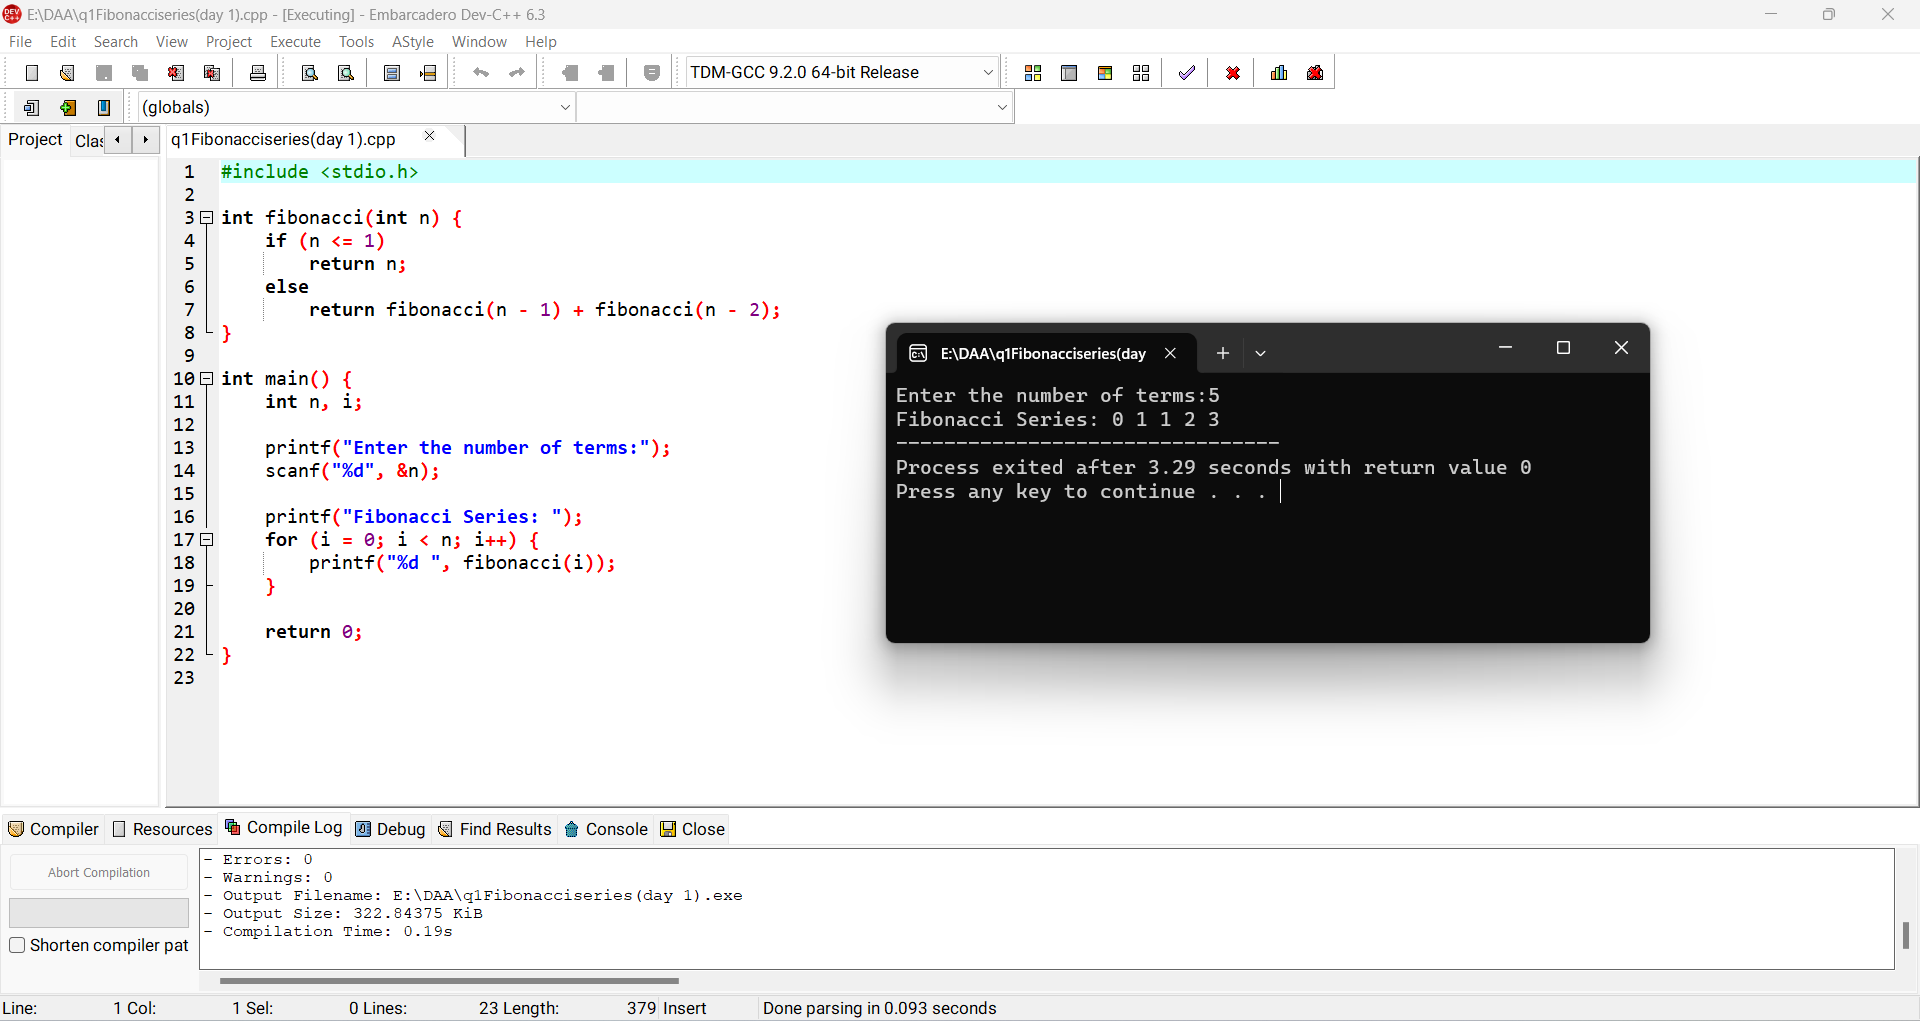 E:\DAA\q1Fibonacciseries(day 1).cpp - [Executing] - Embarcadero Dev-C++ 6.3
File Edit Search View Project Execute Tools AStyle Window Help
TDM-GCC 9.2.0 64-bit Release
(globals)
Project Clas q1Fibonacciseries(day 1).cpp
1 #include <stdio.h>
2
3 int fibonacci(int n) {
4 if (n <= 1)
5 return n;
6 else
7 return fibonacci(n - 1) + fibonacci(n - 2);
8 }
9
10 int main() {
11 int n, i;
12
13 printf("Enter the number of terms:");
14 scanf("%d", &n);
15
16 printf("Fibonacci Series: ");
17 for (i = 0; i < n; i++) {
18 printf("%d ", fibonacci(i));
19 }
20
21 return 0;
22 }
23
E:\DAA\q1Fibonacciseries(day
Enter the number of terms:5
Fibonacci Series: 0 1 1 2 3
--------------------------------
Process exited after 3.29 seconds with return value 0
Press any key to continue . . .
Compiler Resources Compile Log Debug Find Results Console Close
Abort Compilation
Shorten compiler pat
- Errors: 0
- Warnings: 0
- Output Filename: E:\DAA\q1Fibonacciseries(day 1).exe
- Output Size: 322.84375 KiB
- Compilation Time: 0.19s
Line: 1 Col: 1 Sel: 0 Lines: 23 Length: 379 Insert Done parsing in 0.093 seconds